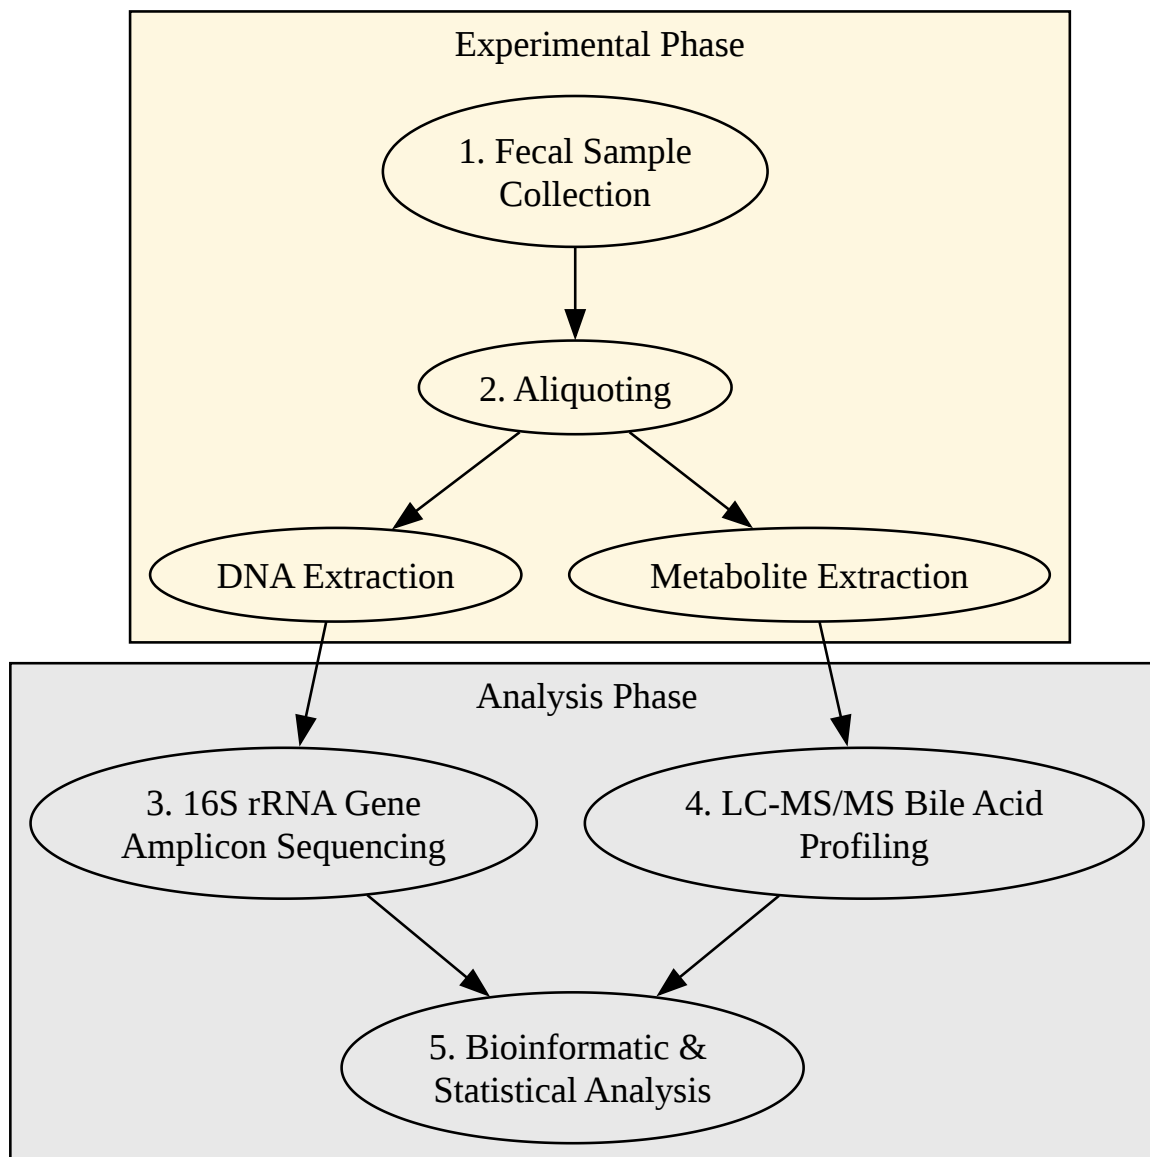 Experimental Phase
1. Fecal Sample
Collection
2. Aliquoting
DNA Extraction
Metabolite Extraction
Analysis Phase
3. 16S rRNA Gene
Amplicon Sequencing
4. LC-MS/MS Bile Acid
Profiling
5. Bioinformatic &
Statistical Analysis